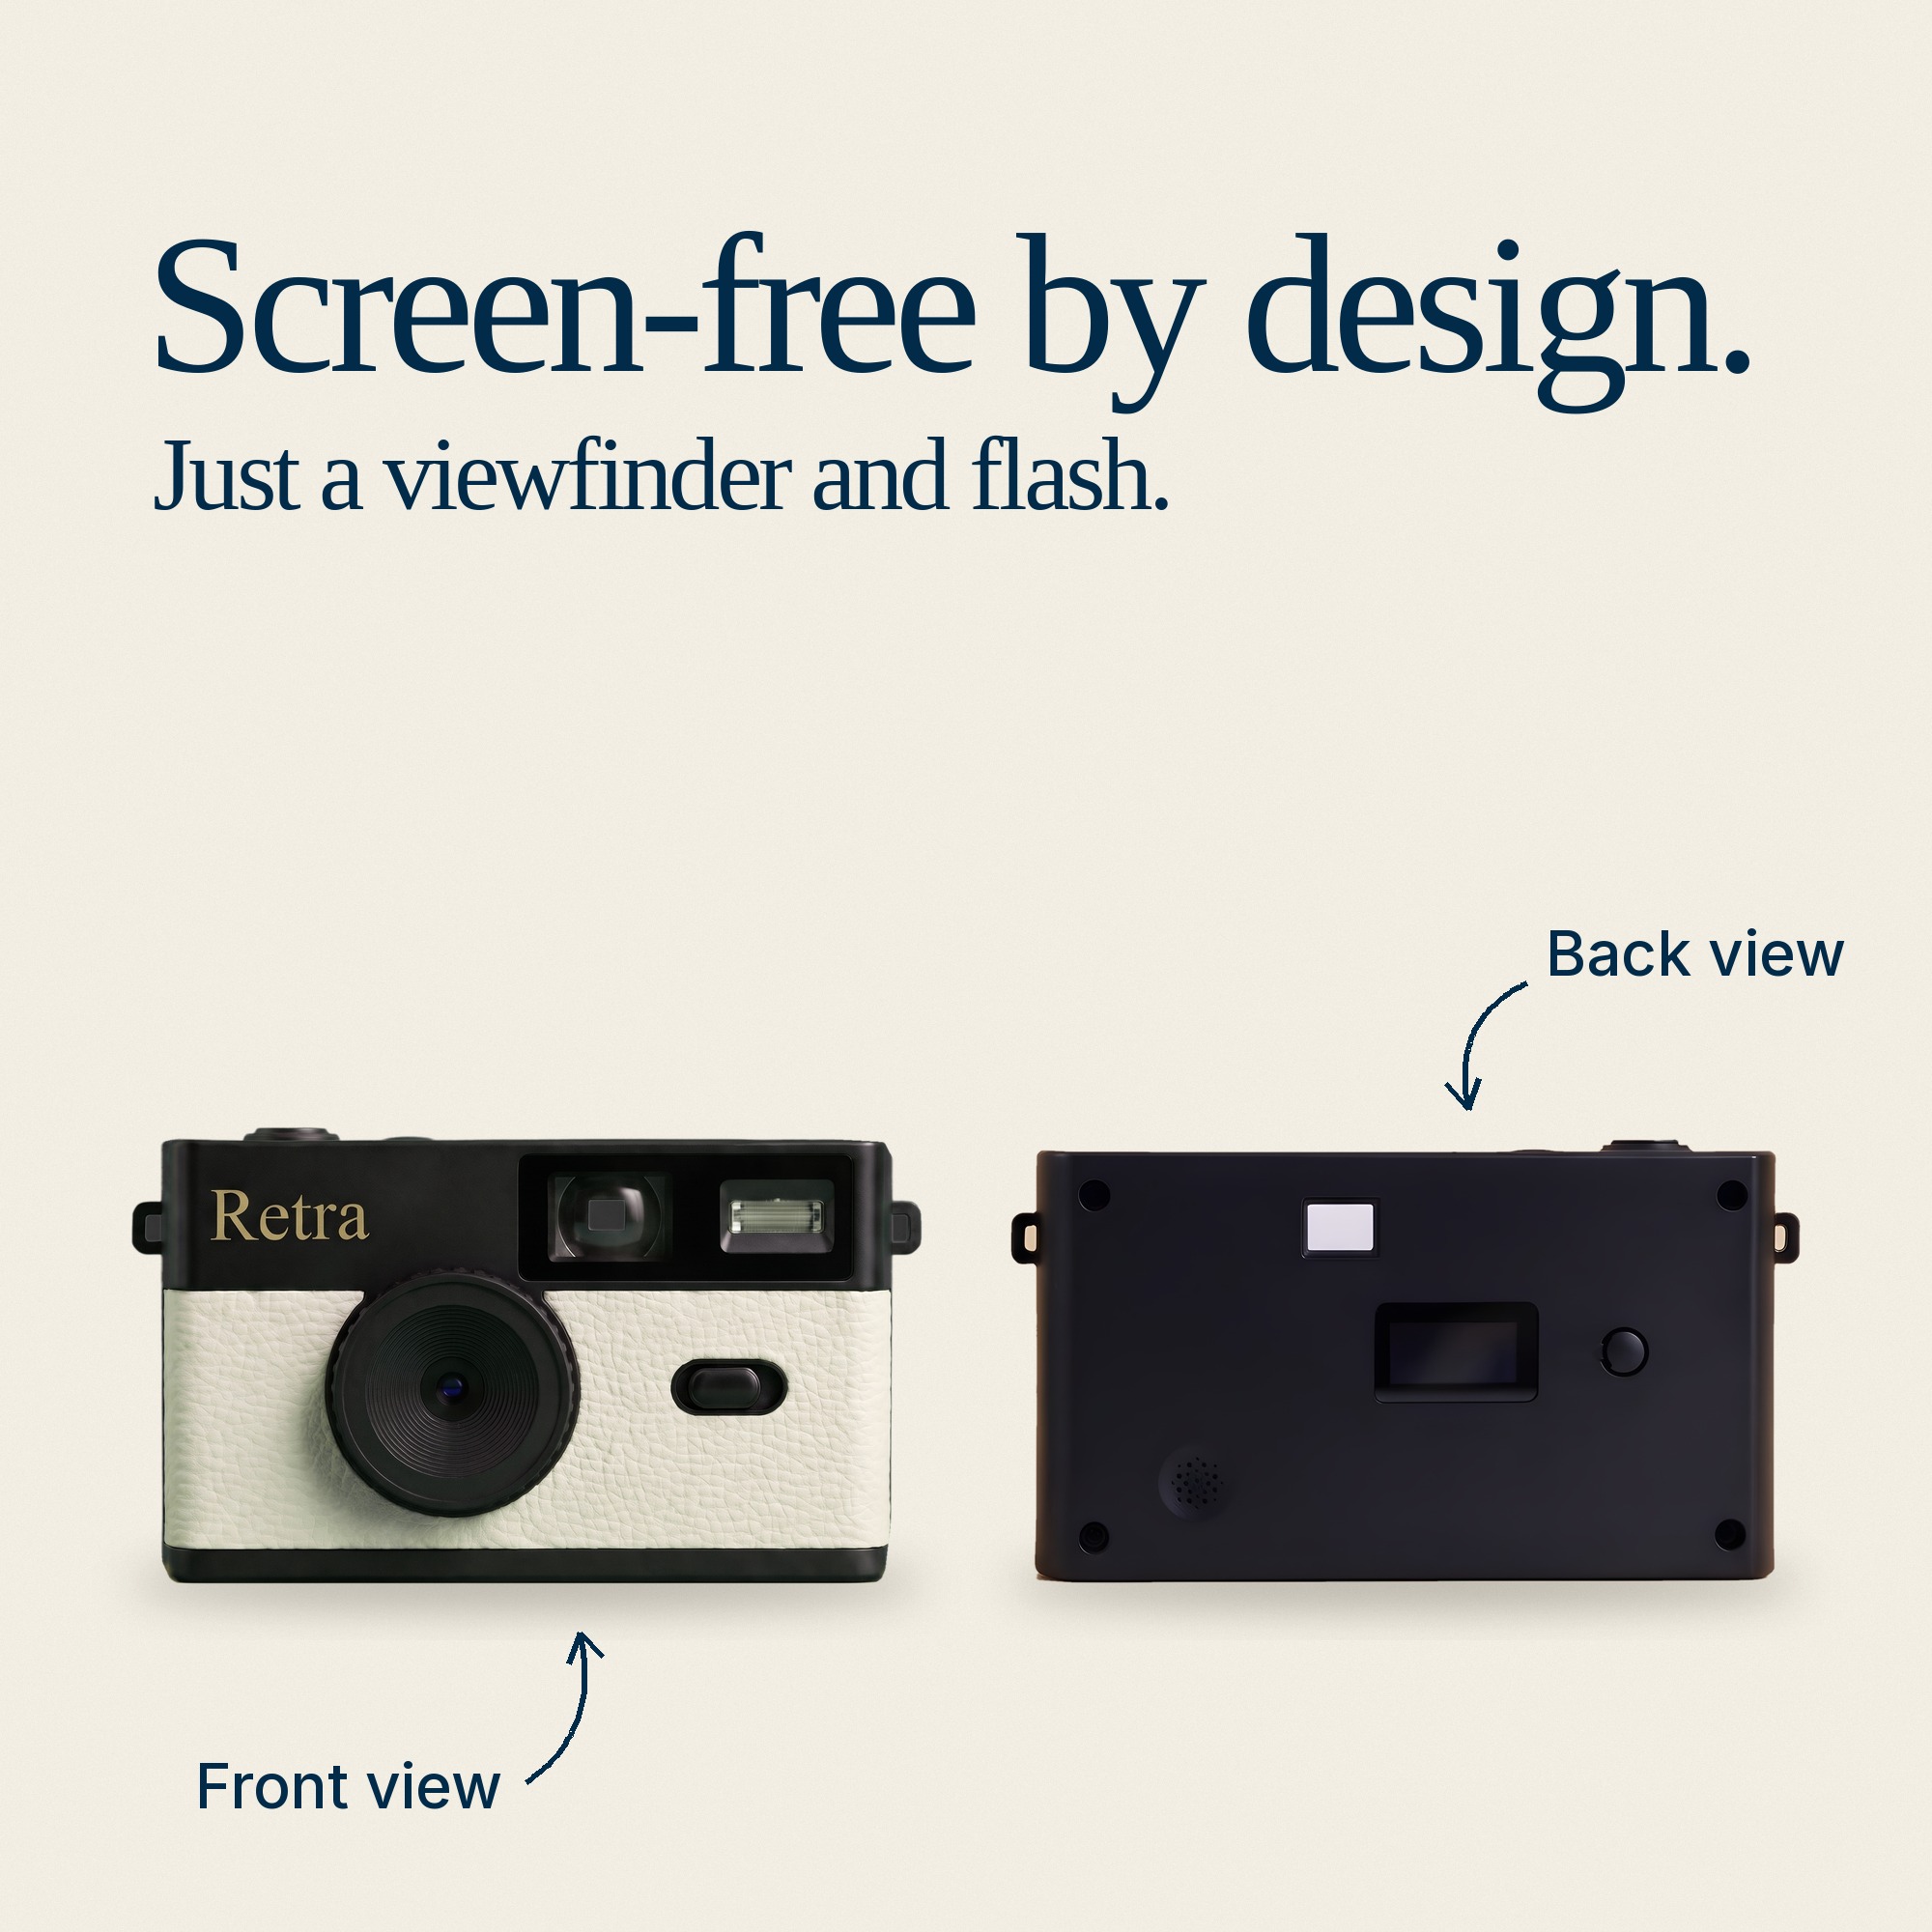 Screen-free by design.
Just a viewfinder and flash.
Back view
Retra
Front view